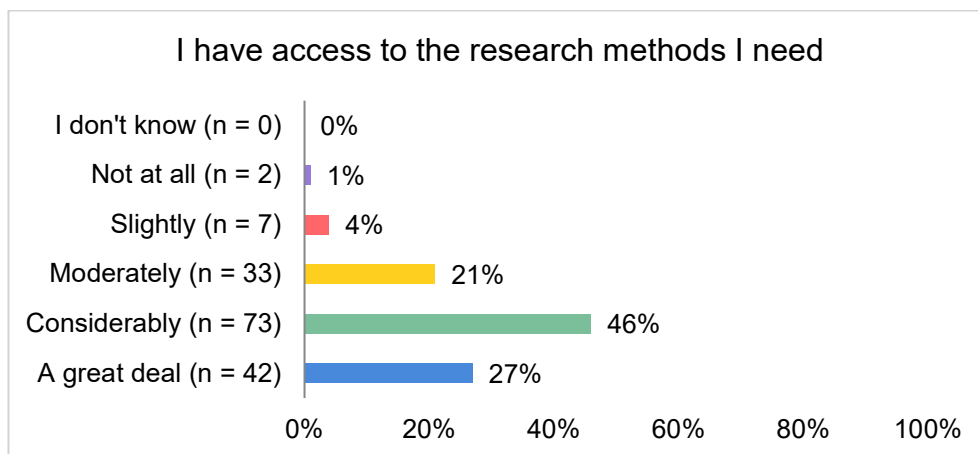 I have access to the research methods I need
I don't know (n = 0) 0%
Not at all (n = 2) 1%
Slightly (n = 7) 4%
Moderately (n = 33) 21%
Considerably (n = 73) 46%
A great deal (n = 42) 27%
0% 20% 40% 60% 80% 100%